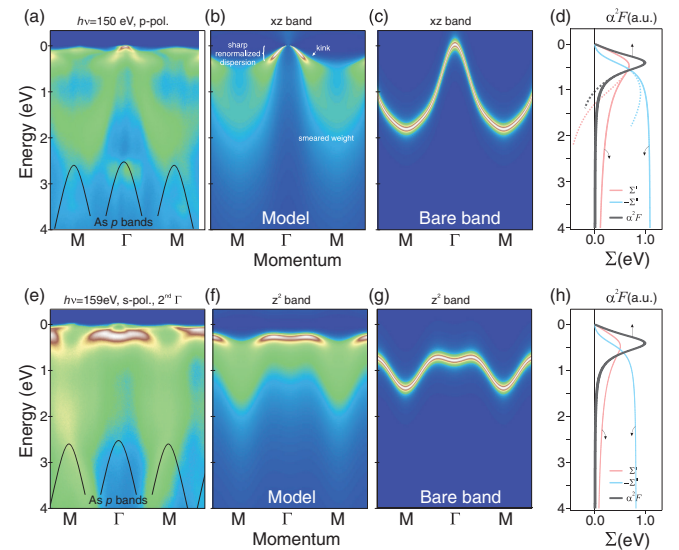 (a) hν=150 eV, p-pol. (b) xz band (c) xz band (d) α²F(a.u.)
0
1
2
3
4
Energy (eV)
As p bands
M Γ M
sharp
renormalized
dispersion
kink
smeared weight
Model
M Γ M
Momentum
Bare band
M Γ M
Σ'
-Σ"
α²F
0.0 1.0
Σ(eV)
(e) hν=159eV, s-pol., 2nd Γ (f) z² band (g) z² band (h) α²F(a.u.)
0
1
2
3
4
Energy (eV)
As p bands
M Γ M
Model
M Γ M
Momentum
Bare band
M Γ M
Σ'
-Σ"
α²F
0.0 1.0
Σ(eV)